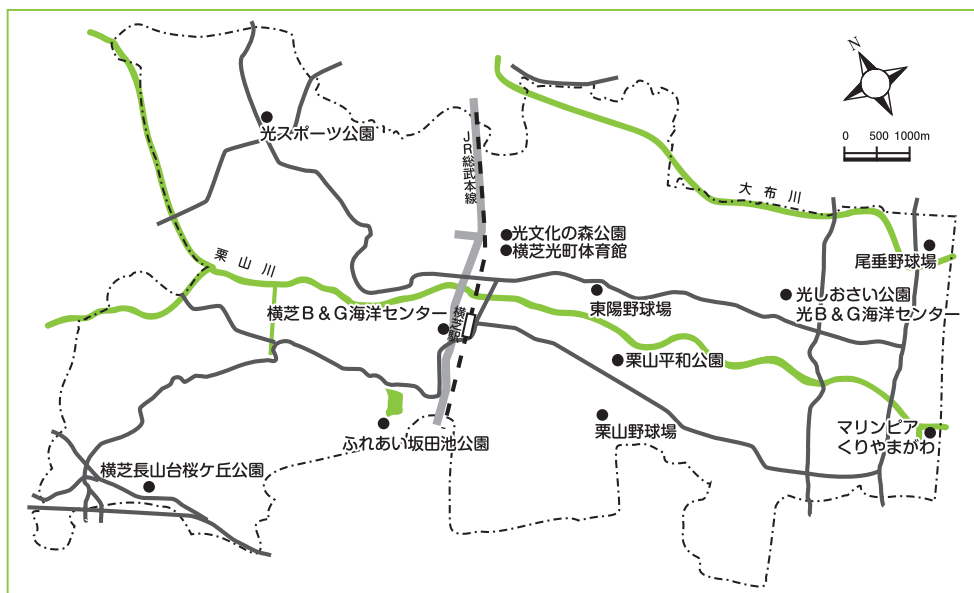 N
0 500 1000m
光スポーツ公園
JR総武本線
大布川
光文化の森公園
横芝光町体育館
尾垂野球場
栗山川
横芝B&G海洋センター
横芝駅
東陽野球場
光しおさい公園
光B&G海洋センター
栗山平和公園
ふれあい坂田池公園
栗山野球場
マリンピア
くりやまがわ
横芝長山台桜ケ丘公園